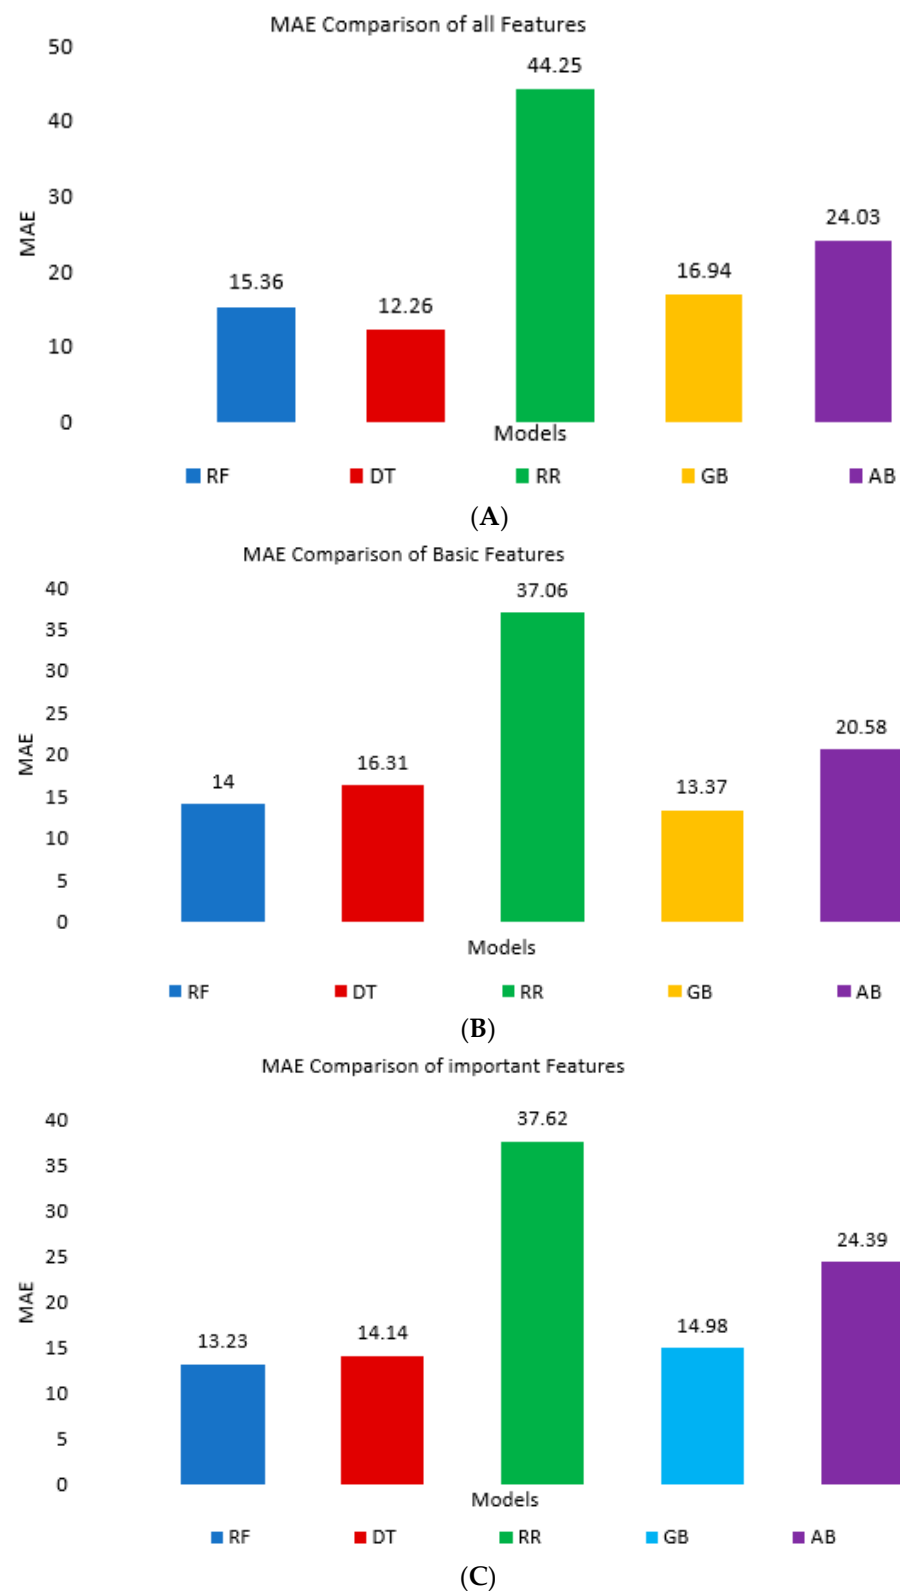 MAE Comparison of all Features
50
44.25
40
30
MAE
24.03
20
16.94
15.36
12.26
10
0
Models
RF DT RR GB AB
(A)
MAE Comparison of Basic Features
40
37.06
35
30
25
MAE
20.58
20
16.31
14
13.37
15
10
5
0
Models
RF DT RR GB AB
(B)
MAE Comparison of important Features
40
37.62
35
30
25
24.39
MAE
20
15
14.98
14.14
13.23
10
5
0
Models
RF DT RR GB AB
(C)